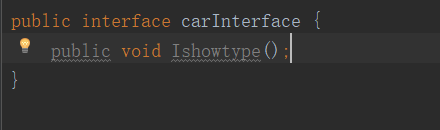 public interface carInterface {
    public void Ishowtype();
}